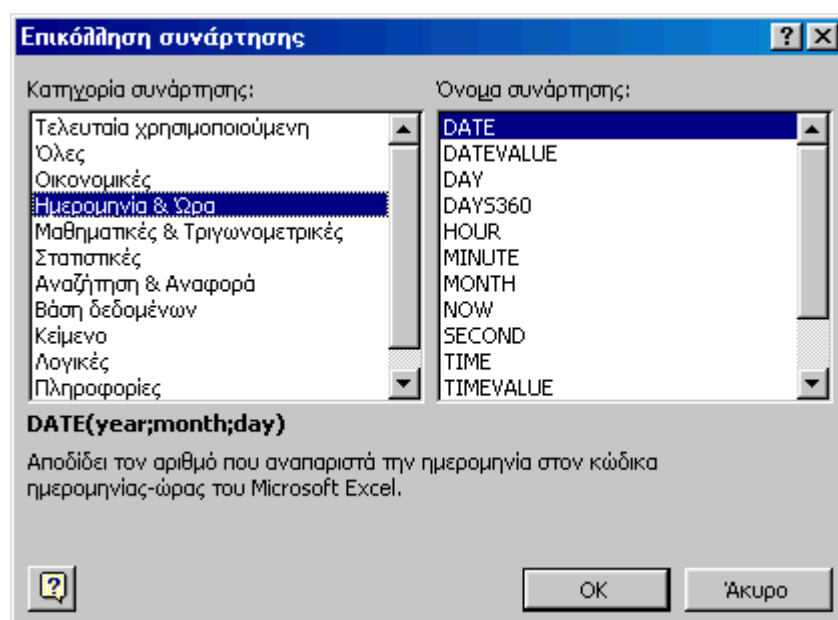 Επικόλληση συνάρτησης
Κατηγορία συνάρτησης:
Τελευταία χρησιμοποιούμενη
Όλες
Οικονομικές
Ημερομηνία & Ώρα
Μαθηματικές & Τριγωνομετρικές
Στατιστικές
Αναζήτηση & Αναφορά
Βάση δεδομένων
Κείμενο
Λογικές
Πληροφορίες
Όνομα συνάρτησης:
DATE
DATEVALUE
DAY
DAYS360
HOUR
MINUTE
MONTH
NOW
SECOND
TIME
TIMEVALUE
DATE(year;month;day)
Αποδίδει τον αριθμό που αναπαριστά την ημερομηνία στον κώδικα
ημερομηνίας-ώρας του Microsoft Excel.
OK
Άκυρο